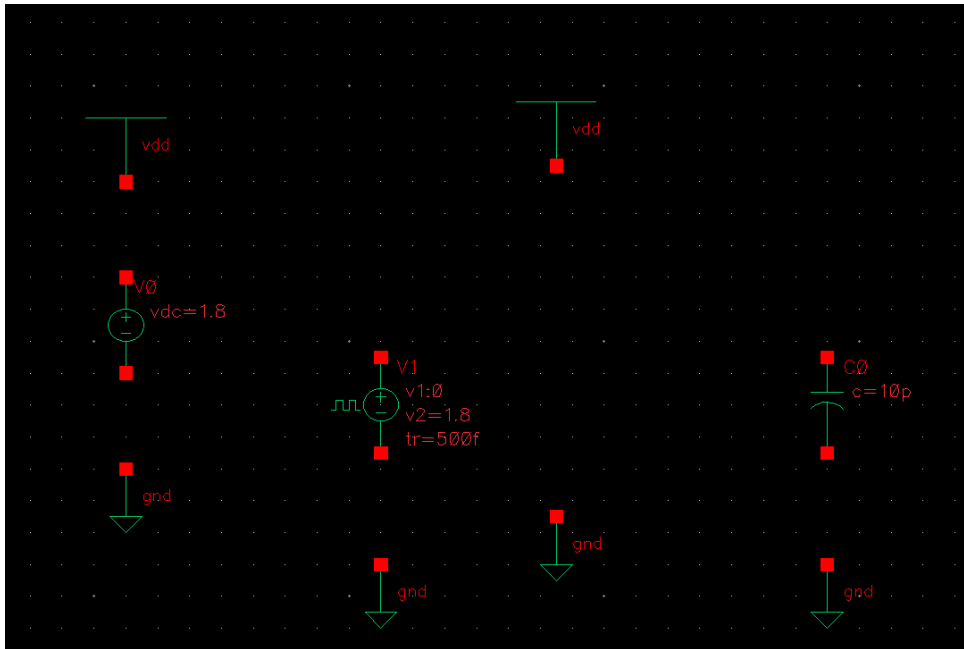 vdd
vdd
V0
vdc=1.8
V1
v1:0
v2=1.8
tr=500f
C0
c=10p
gnd
gnd
gnd
gnd